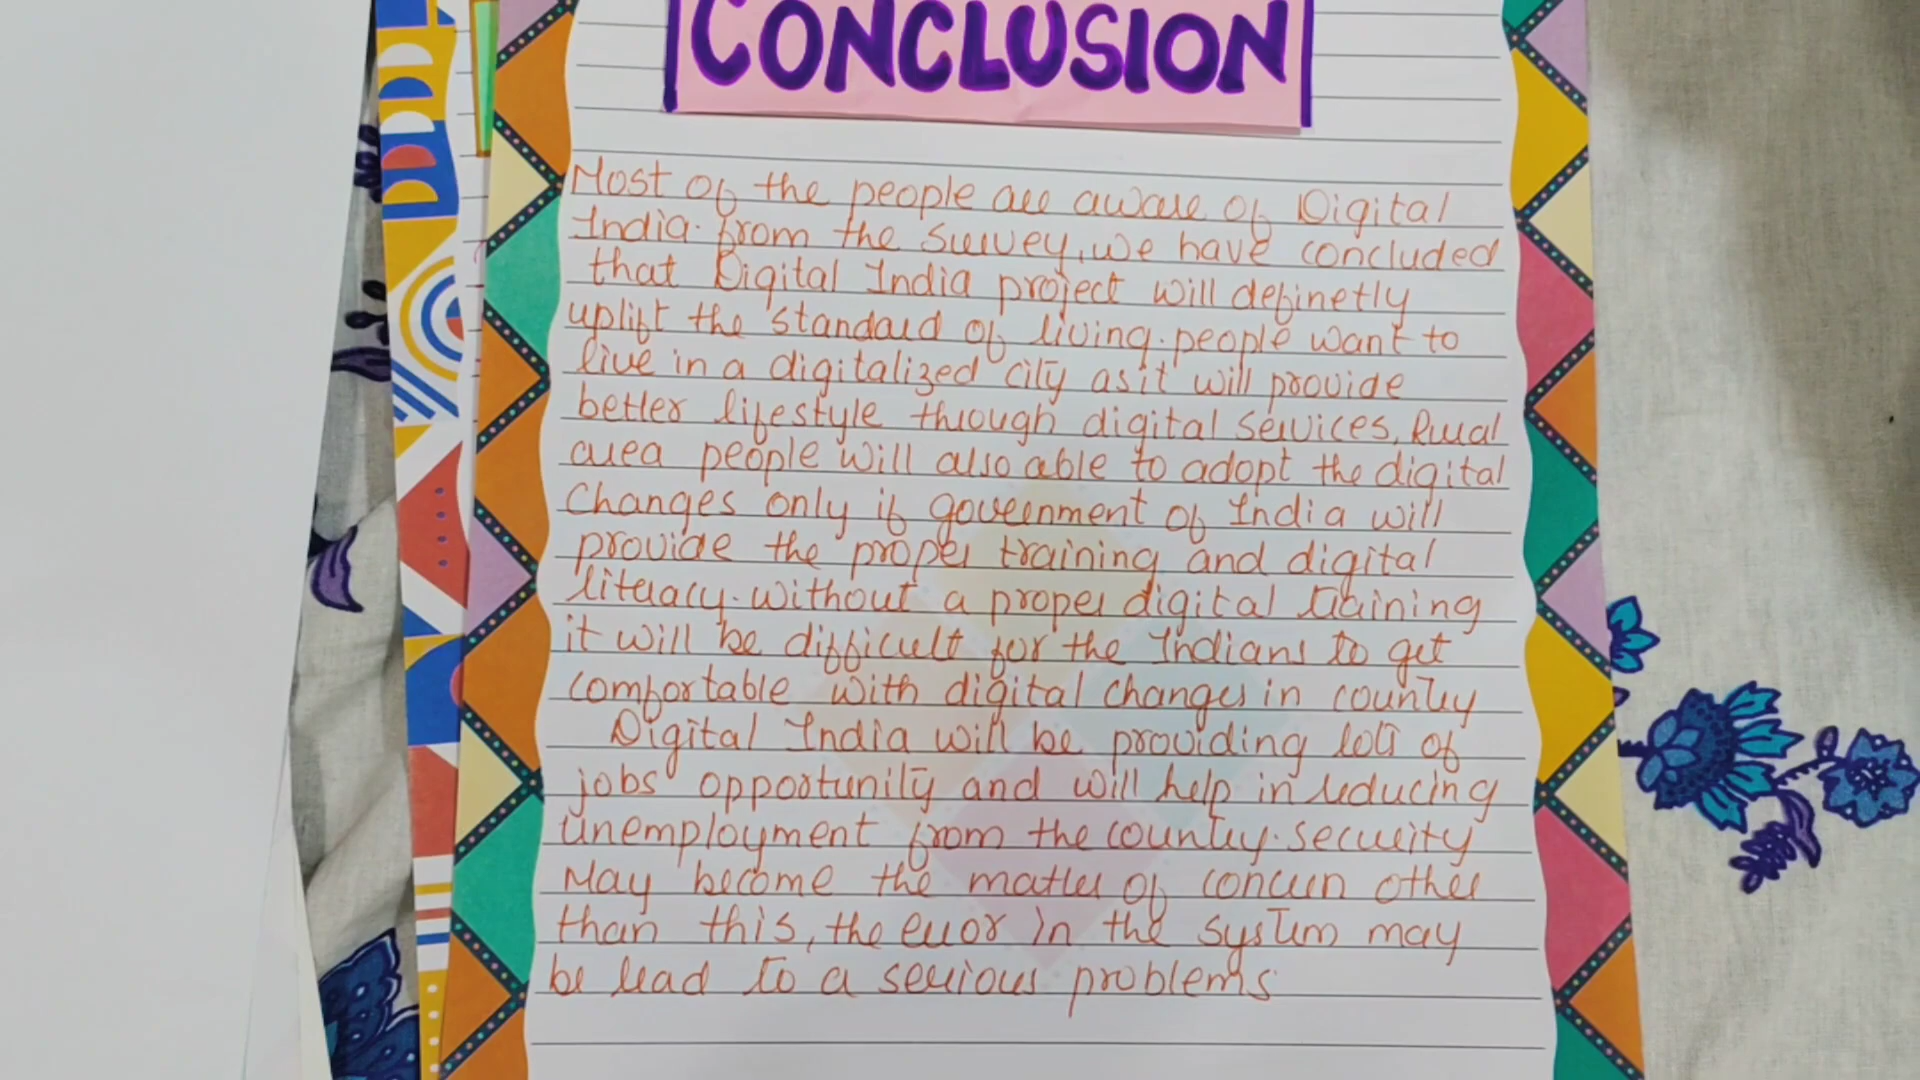 CONCLUSION
Most of the people are aware of Digital
India. from the survey, we have concluded
that Digital India project will definetly
uplift the standard of living. people want to
live in a digitalized city as it will provide
better lifestyle through digital services, Rural
area people will also able to adopt the digital
Changes only if government of India will
provide the proper training and digital
literacy. without a proper digital training
it will be difficult for the Indians to get
comfortable with digital changes in country
Digital India will be providing lots of
jobs opportunity and will help in reducing
unemployment from the country. security
May become the matter of concern other
than this, the error in the system may
be lead to a serious problems.